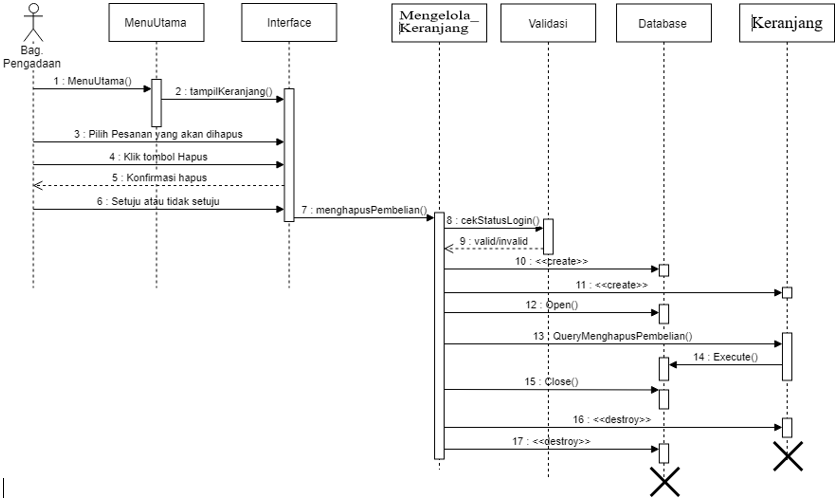 MenuUtama
Interface
Mengelola_
Keranjang
Validasi
Database
Keranjang
Bag.
Pengadaan
1 : MenuUtama()
2 : tampilKeranjang()
3 : Pilih Pesanan yang akan dihapus
4 : Klik tombol Hapus
5 : Konfirmasi hapus
6 : Setuju atau tidak setuju
7 : menghapusPembelian()
8 : cekStatusLogin()
9 : valid/invalid
10 : <<create>>
11 : <<create>>
12 : Open()
13 : QueryMenghapusPembelian()
14 : Execute()
15 : Close()
16 : <<destroy>>
17 : <<destroy>>